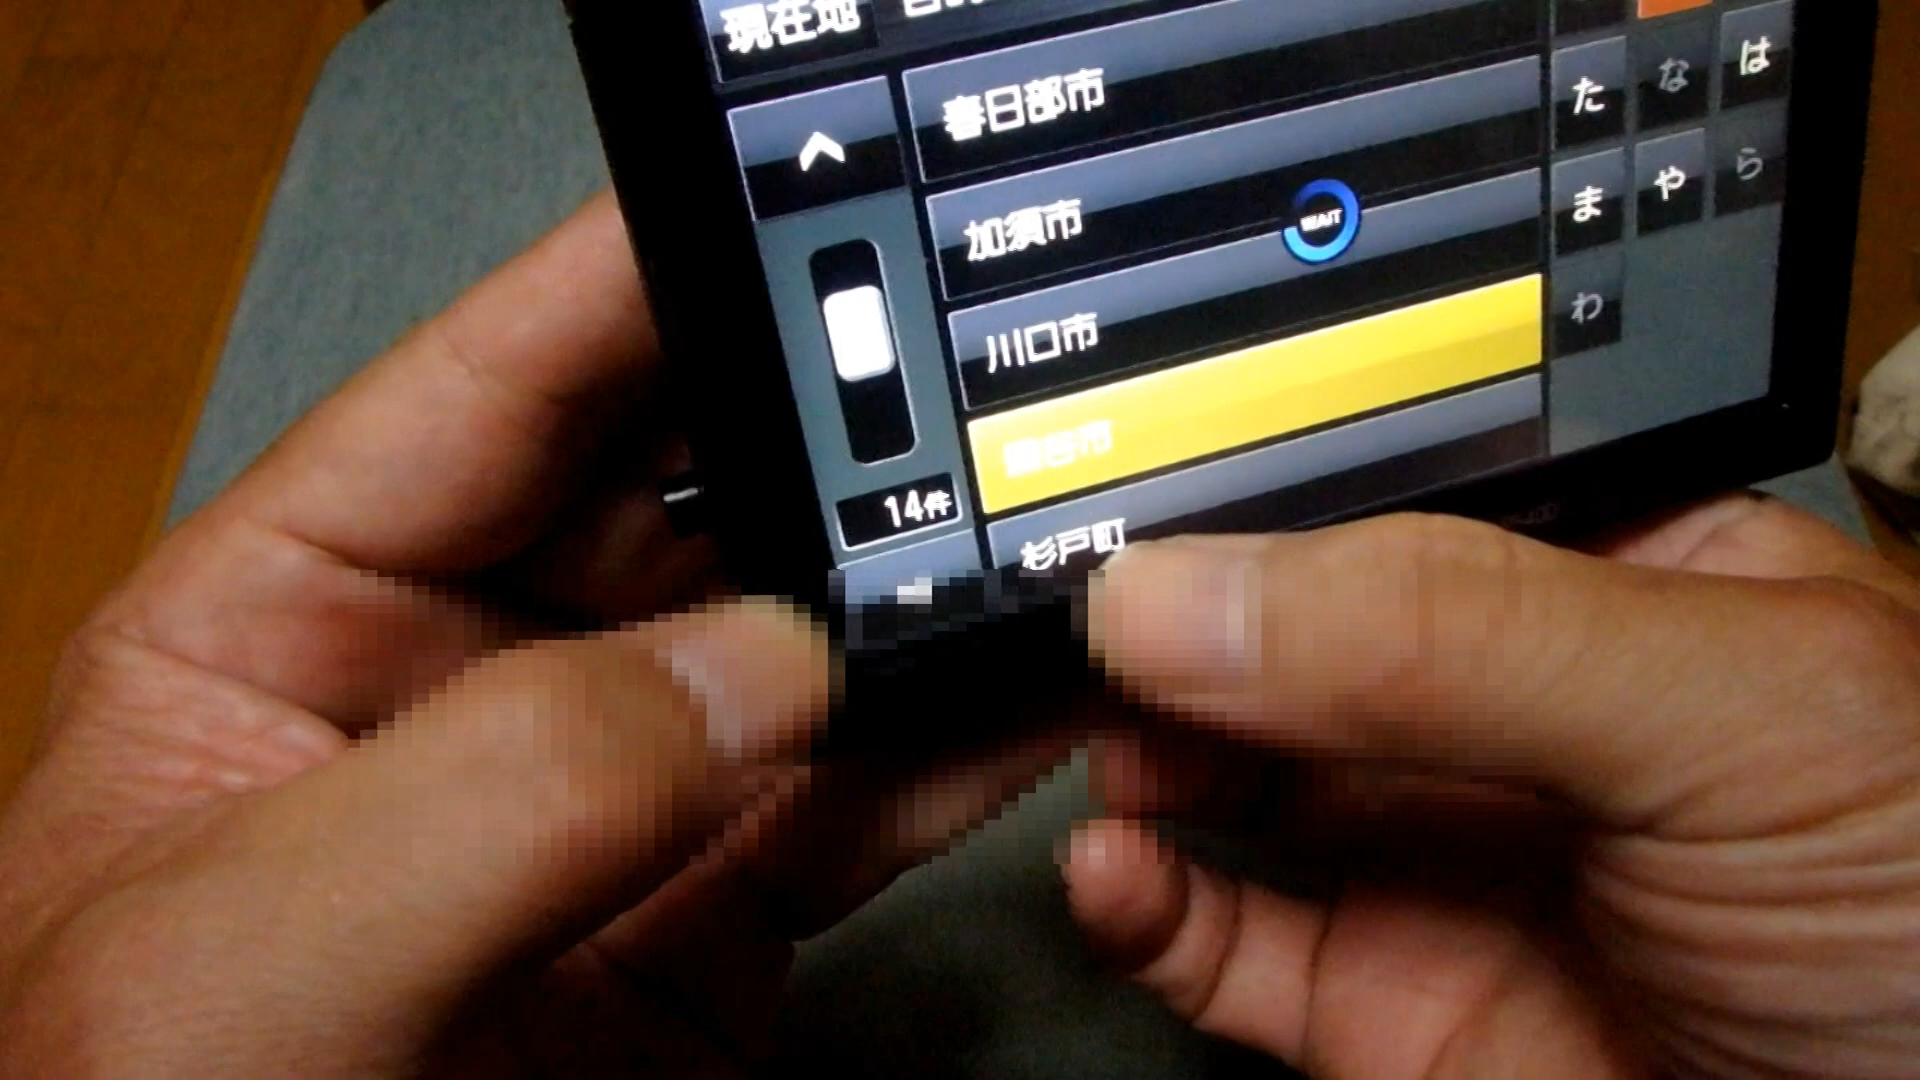 現在地
春日部市
加須市
WAIT
川口市
杉戸町
14件
た な は
ま や ら
わ